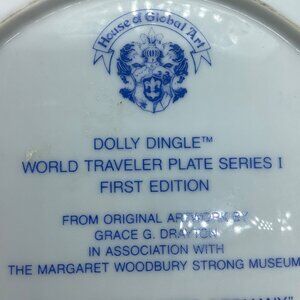 House of Global Art
DOLLY DINGLE™
WORLD TRAVELER PLATE SERIES I
FIRST EDITION
FROM ORIGINAL ARTWORK BY
GRACE G. DRAYTON
IN ASSOCIATION WITH
THE MARGARET WOODBURY STRONG MUSEUM